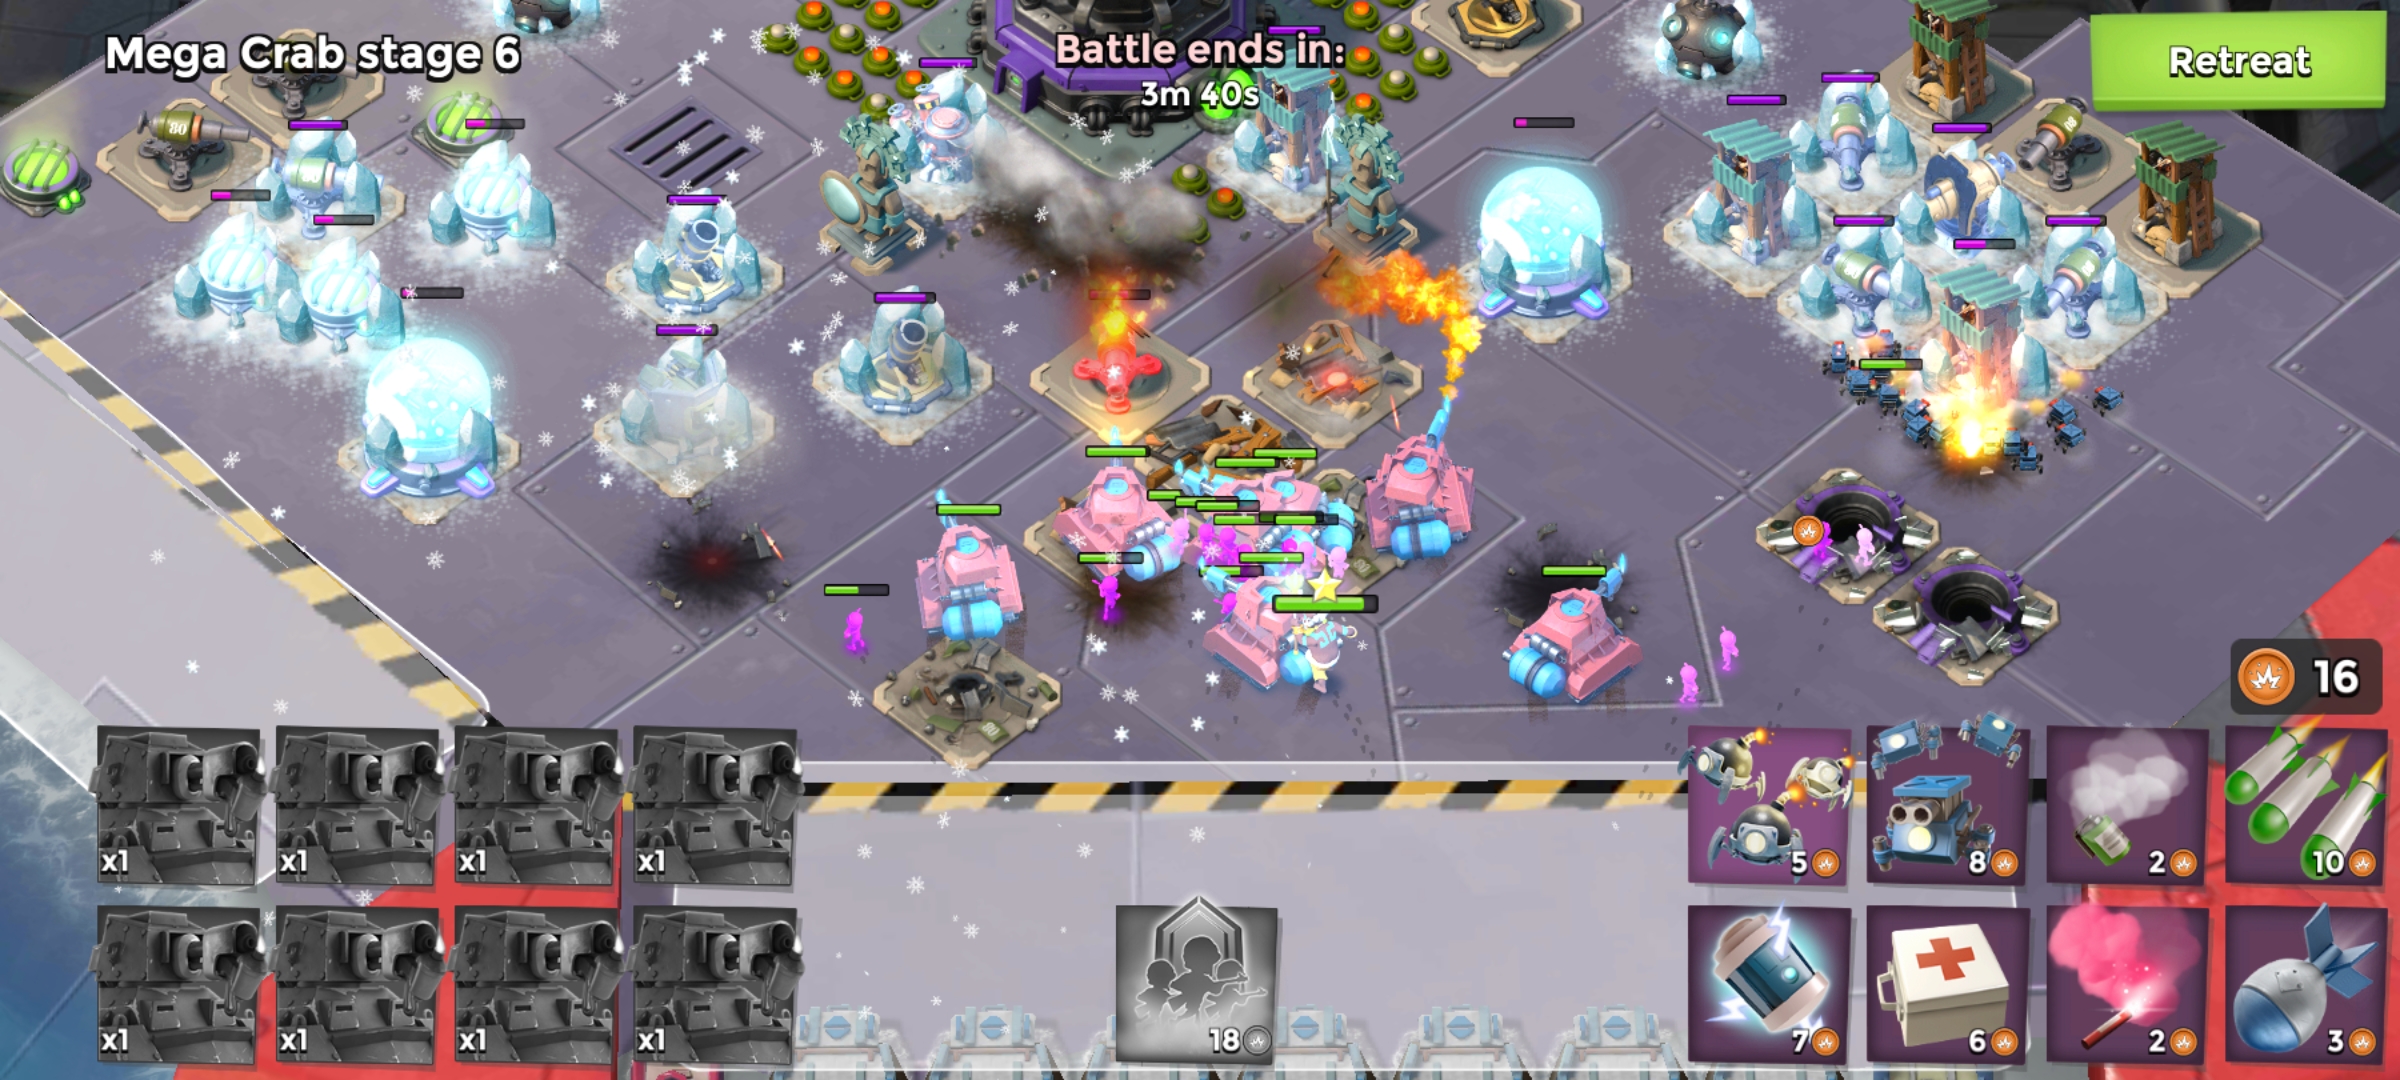 Mega Crab stage 6
Battle ends in:
3m 40s
Retreat
80
16
x1
x1
x1
x1
5
8
2
10
x1
x1
x1
x1
18
7
6
2
3